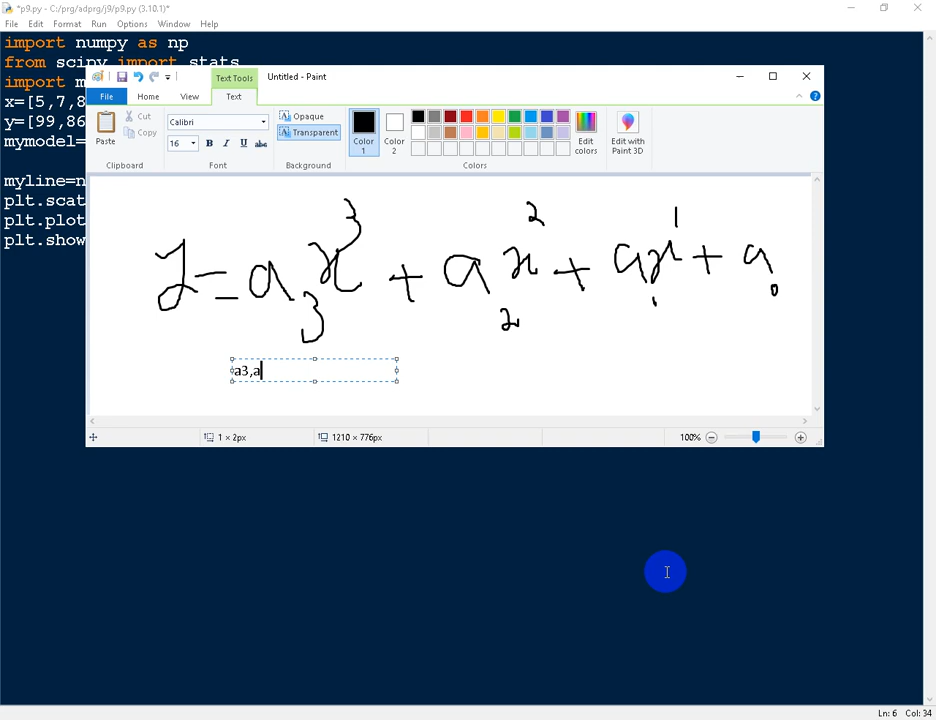 *p9.py - C:/prg/adprg/j9/p9.py (3.10.1)*
File Edit Format Run Options Window Help
import numpy as np
from scipy import stats
import m
x=[5,7,8
y=[99,86
mymodel=
myline=n
plt.scat
plt.plot
plt.show
Untitled - Paint
Text Tools
File Home View Text
Paste
Cut
Copy
Clipboard
Calibri
16 B I U abc
Font
Opaque
Transparent
Background
Color 1
Color 2
Colors
Edit colors
Edit with Paint 3D
y=a₃x³+a₂x²+a₁x¹+a₀
a3,a
1 × 2px 1210 × 776px 100%
Ln: 6 Col: 34